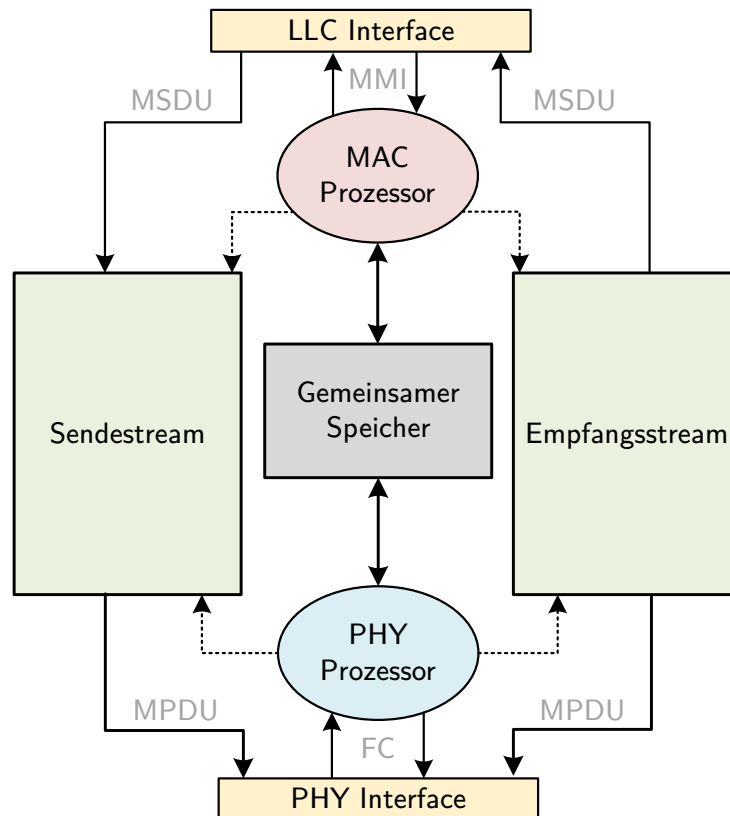 LLC Interface
MSDU
MMI
MSDU
MAC
Prozessor
Gemeinsamer
Speicher
Sendestream
Empfangsstream
PHY
Prozessor
MPDU
FC
MPDU
PHY Interface